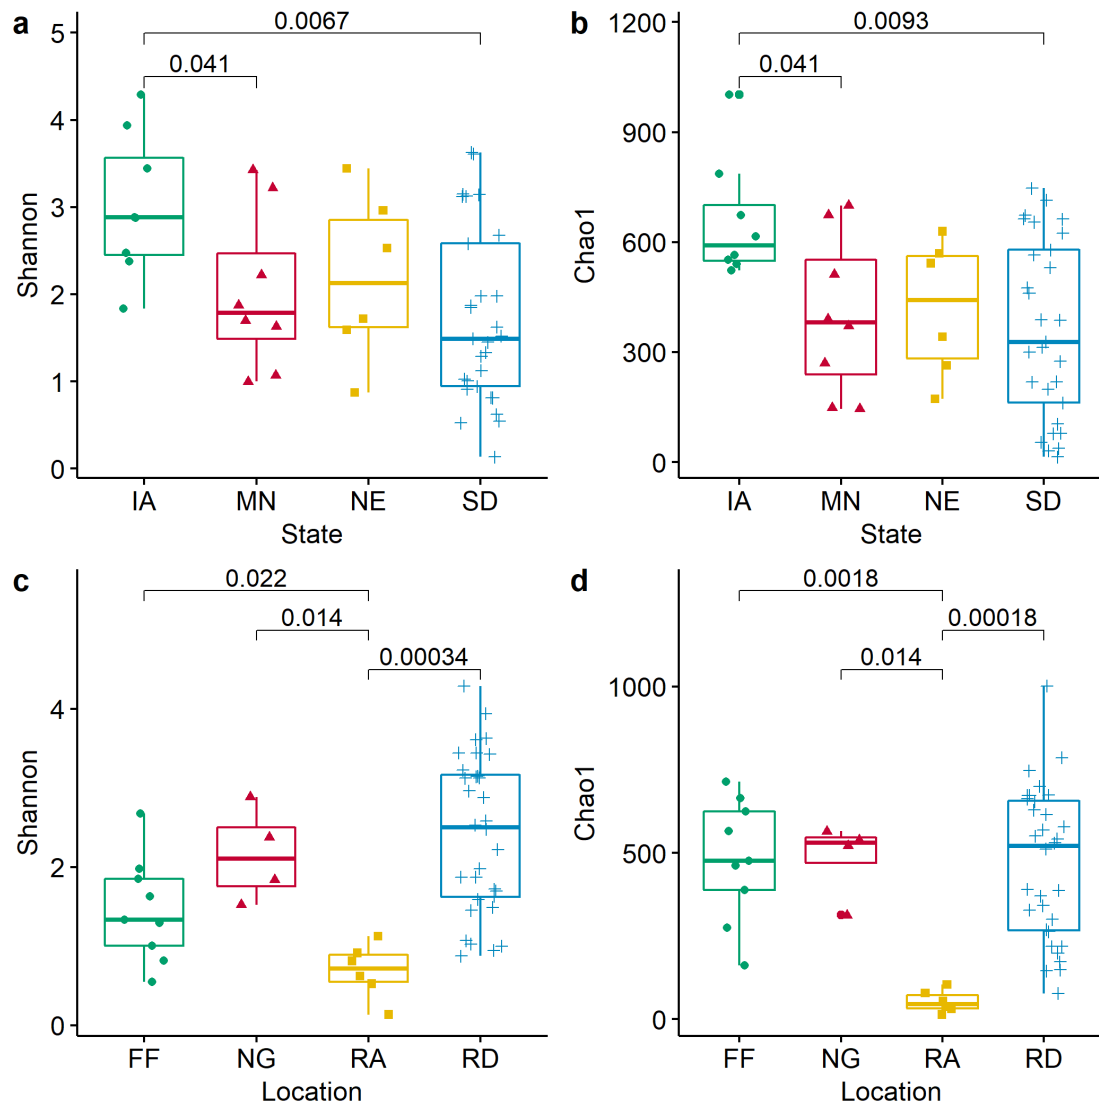 a
0.0067
0.041
5
4
3
2
1
0
Shannon
IA MN NE SD
State
b
0.0093
0.041
1200
900
600
300
0
Chao1
IA MN NE SD
State
c
0.022
0.014
0.00034
4
2
0
Shannon
FF NG RA RD
Location
d
0.0018
0.00018
0.014
1000
500
0
Chao1
FF NG RA RD
Location